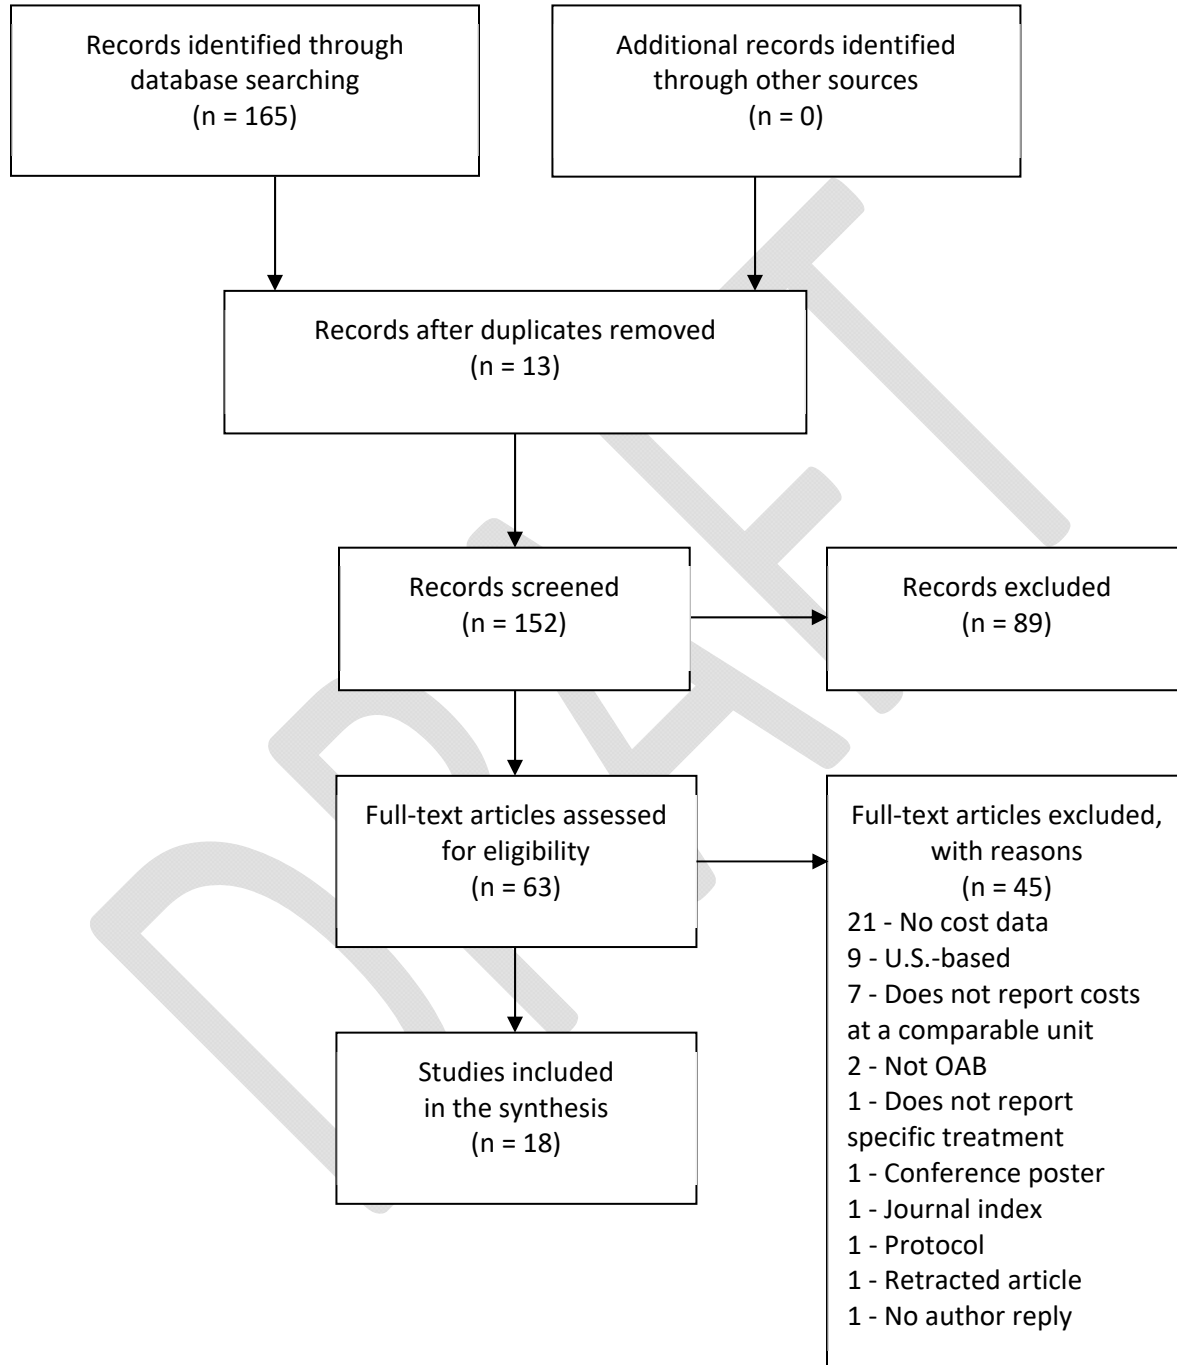 Records identified through
database searching
(n = 165)
Additional records identified
through other sources
(n = 0)
Records after duplicates removed
(n = 13)
Records screened
(n = 152)
Records excluded
(n = 89)
Full-text articles assessed
for eligibility
(n = 63)
Full-text articles excluded,
with reasons
(n = 45)
21 - No cost data
9 - U.S.-based
7 - Does not report costs
at a comparable unit
2 - Not OAB
1 - Does not report
specific treatment
1 - Conference poster
1 - Journal index
1 - Protocol
1 - Retracted article
1 - No author reply
Studies included
in the synthesis
(n = 18)
DRAFT